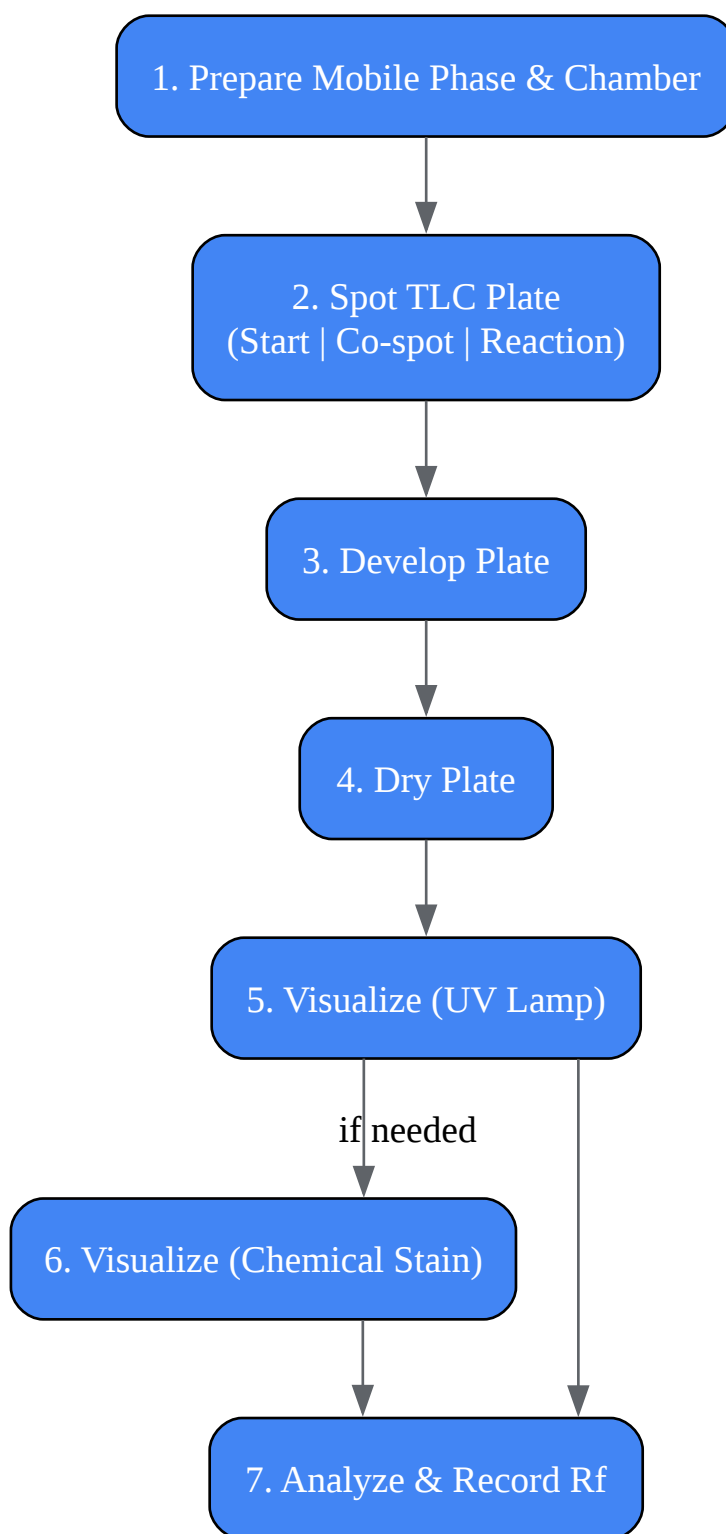 1. Prepare Mobile Phase & Chamber
2. Spot TLC Plate
(Start | Co-spot | Reaction)
3. Develop Plate
4. Dry Plate
5. Visualize (UV Lamp)
if needed
6. Visualize (Chemical Stain)
7. Analyze & Record Rf